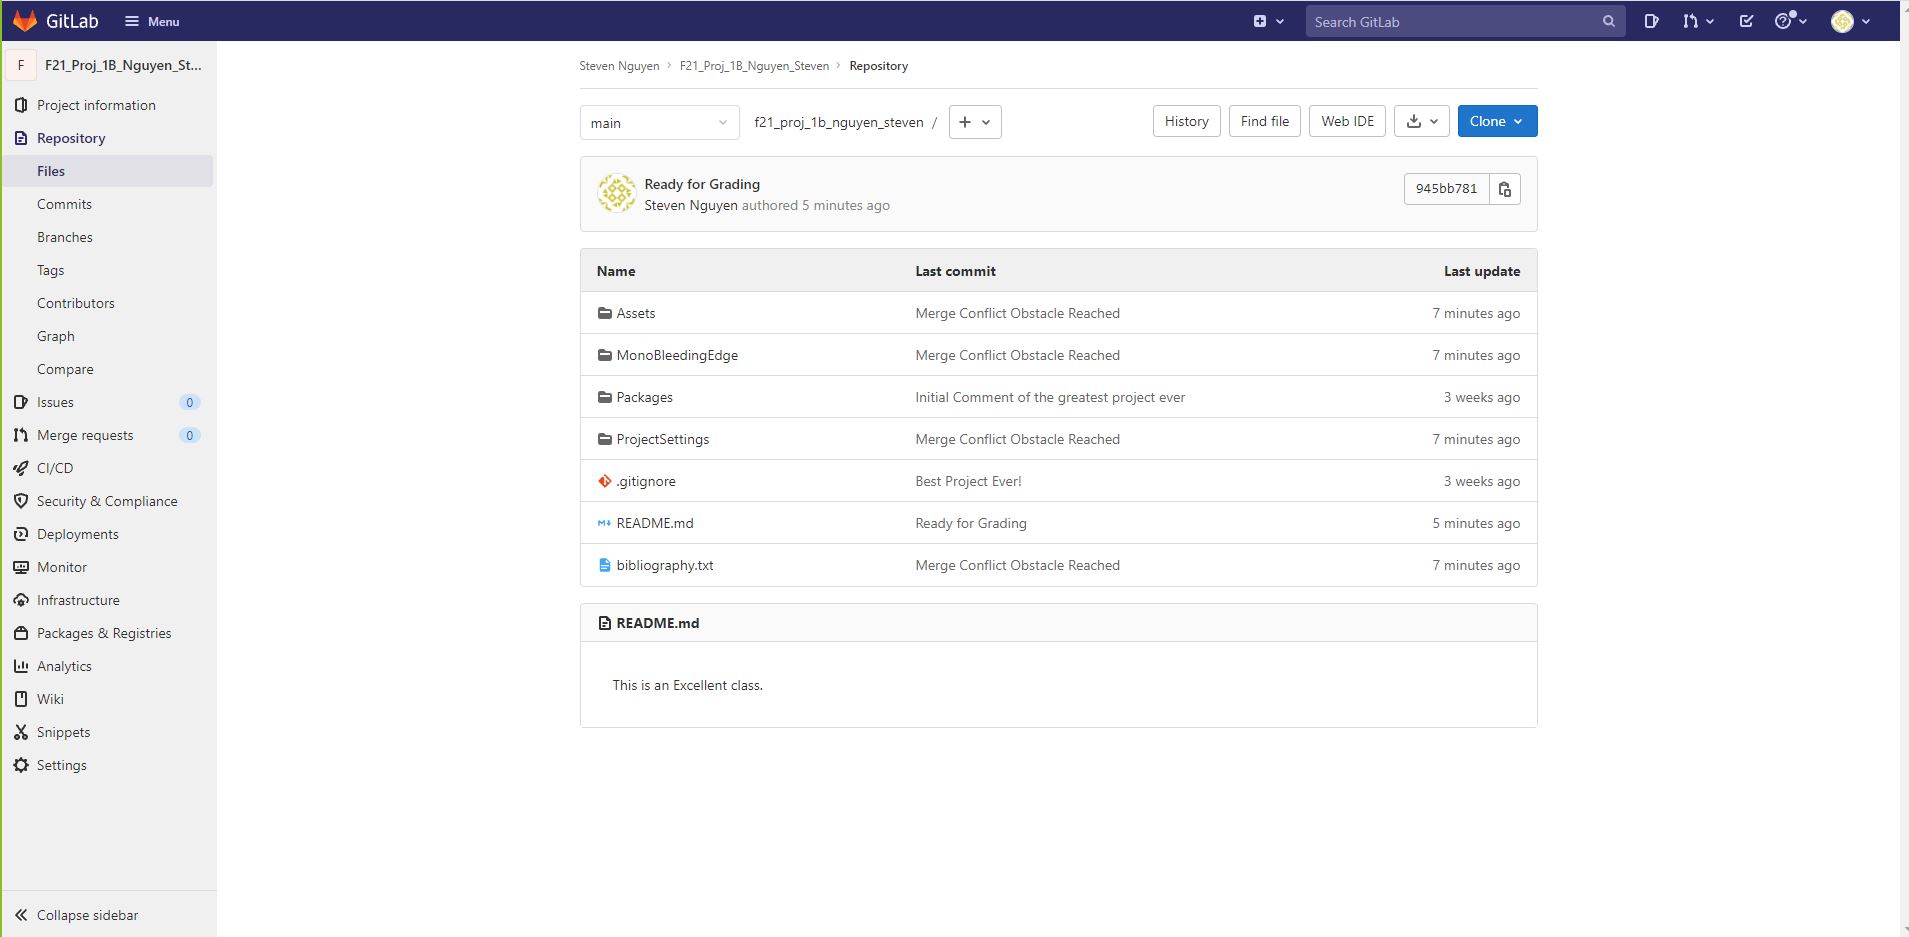 GitLab Menu Search GitLab
F F21_Proj_1B_Nguyen_St...
Project information
Repository
Files
Commits
Branches
Tags
Contributors
Graph
Compare
Issues 0
Merge requests 0
CI/CD
Security & Compliance
Deployments
Monitor
Infrastructure
Packages & Registries
Analytics
Wiki
Snippets
Settings
Collapse sidebar
Steven Nguyen › F21_Proj_1B_Nguyen_Steven › Repository
main f21_proj_1b_nguyen_steven / + History Find file Web IDE Clone
Ready for Grading
Steven Nguyen authored 5 minutes ago
945bb781
Name Last commit Last update
Assets Merge Conflict Obstacle Reached 7 minutes ago
MonoBleedingEdge Merge Conflict Obstacle Reached 7 minutes ago
Packages Initial Comment of the greatest project ever 3 weeks ago
ProjectSettings Merge Conflict Obstacle Reached 7 minutes ago
.gitignore Best Project Ever! 3 weeks ago
README.md Ready for Grading 5 minutes ago
bibliography.txt Merge Conflict Obstacle Reached 7 minutes ago
README.md
This is an Excellent class.